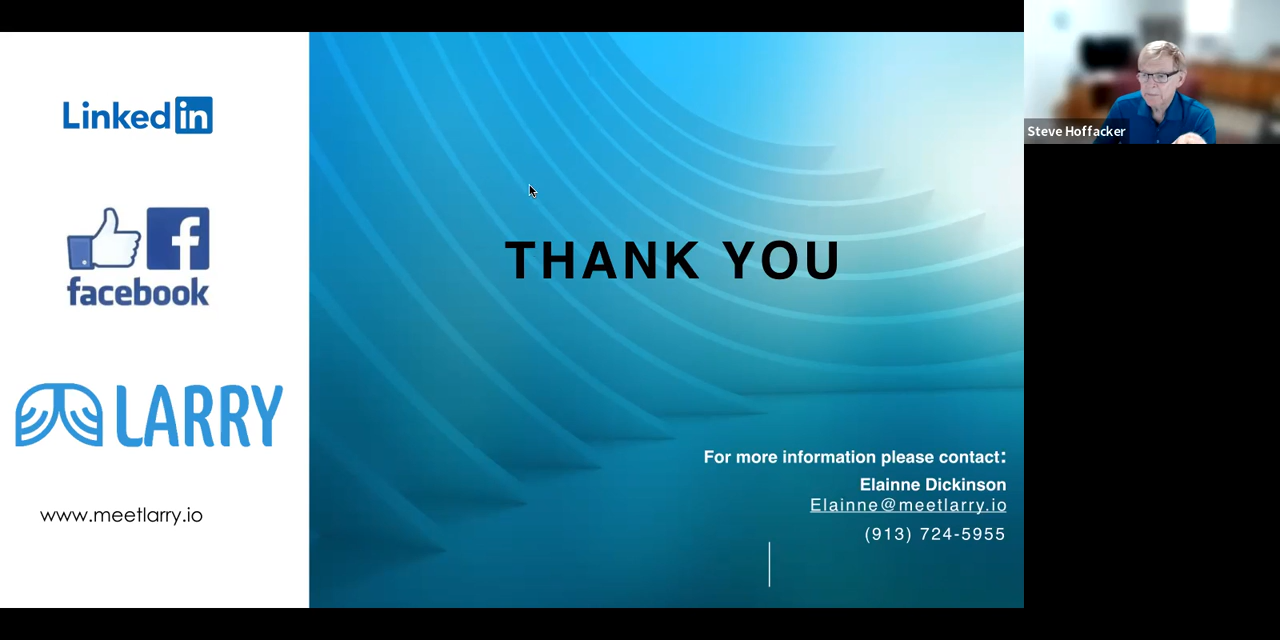 Linkedin
facebook
LARRY
www.meetlarry.io
THANK YOU
For more information please contact:
Elainne Dickinson
Elainne@meetlarry.io
(913) 724-5955
Steve Hoffacker